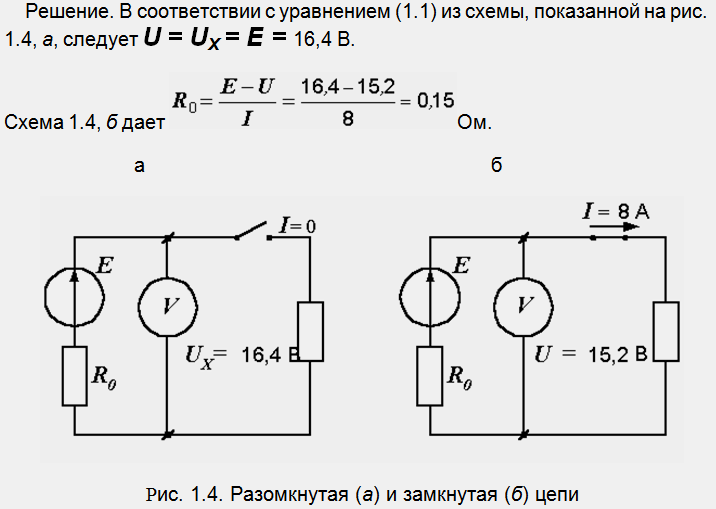 Решение. В соответствии с уравнением (1.1) из схемы, показанной на рис.
1.4, а, следует U = UX = E = 16,4 В.
Схема 1.4, б дает R0 = (E – U) / I = (16,4 – 15,2) / 8 = 0,15 Ом.
а
б
I = 0
E
V
UX = 16,4 В
R0
I = 8 А
E
V
U = 15,2 В
R0
Рис. 1.4. Разомкнутая (а) и замкнутая (б) цепи